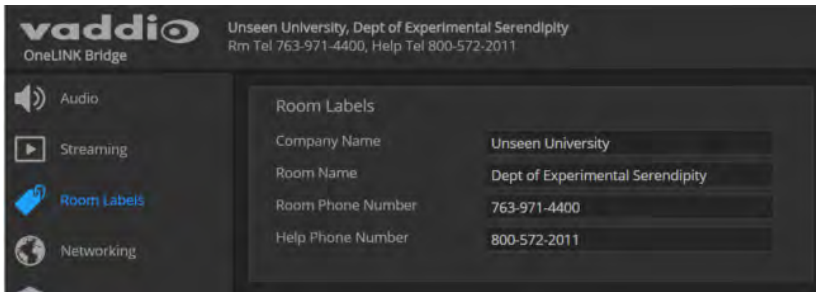 vaddio
OneLINK Bridge
Unseen University, Dept of Experimental Serendipity
Rm Tel 763-971-4400, Help Tel 800-572-2011
Audio
Streaming
Room Labels
Networking
Room Labels
Company Name Unseen University
Room Name Dept of Experimental Serendipity
Room Phone Number 763-971-4400
Help Phone Number 800-572-2011